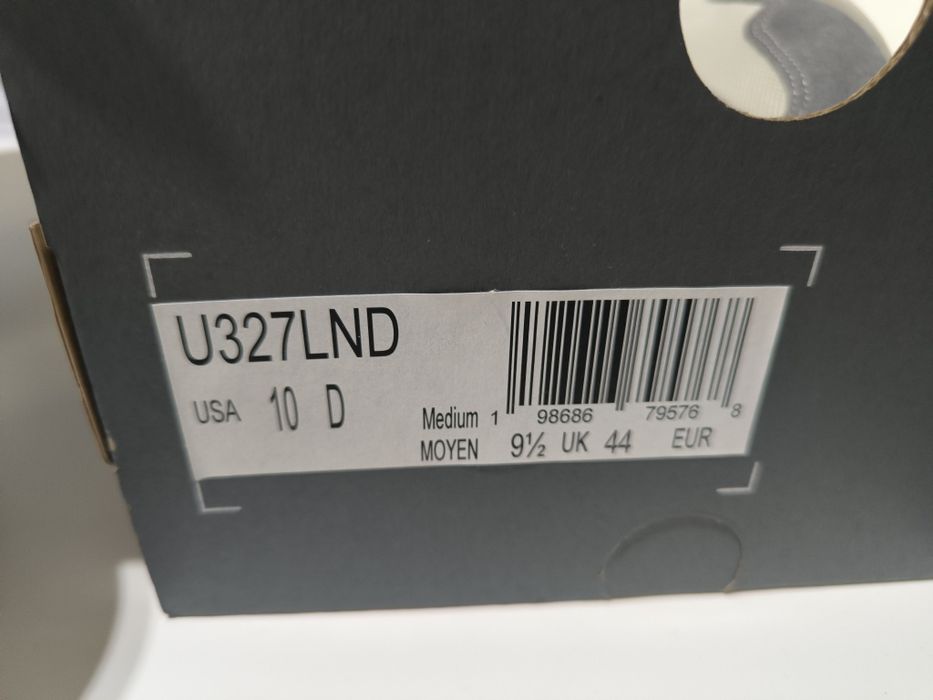 U327LND
USA 10 D
Medium 1 98686 79576 8
MOYEN 9½ UK 44 EUR